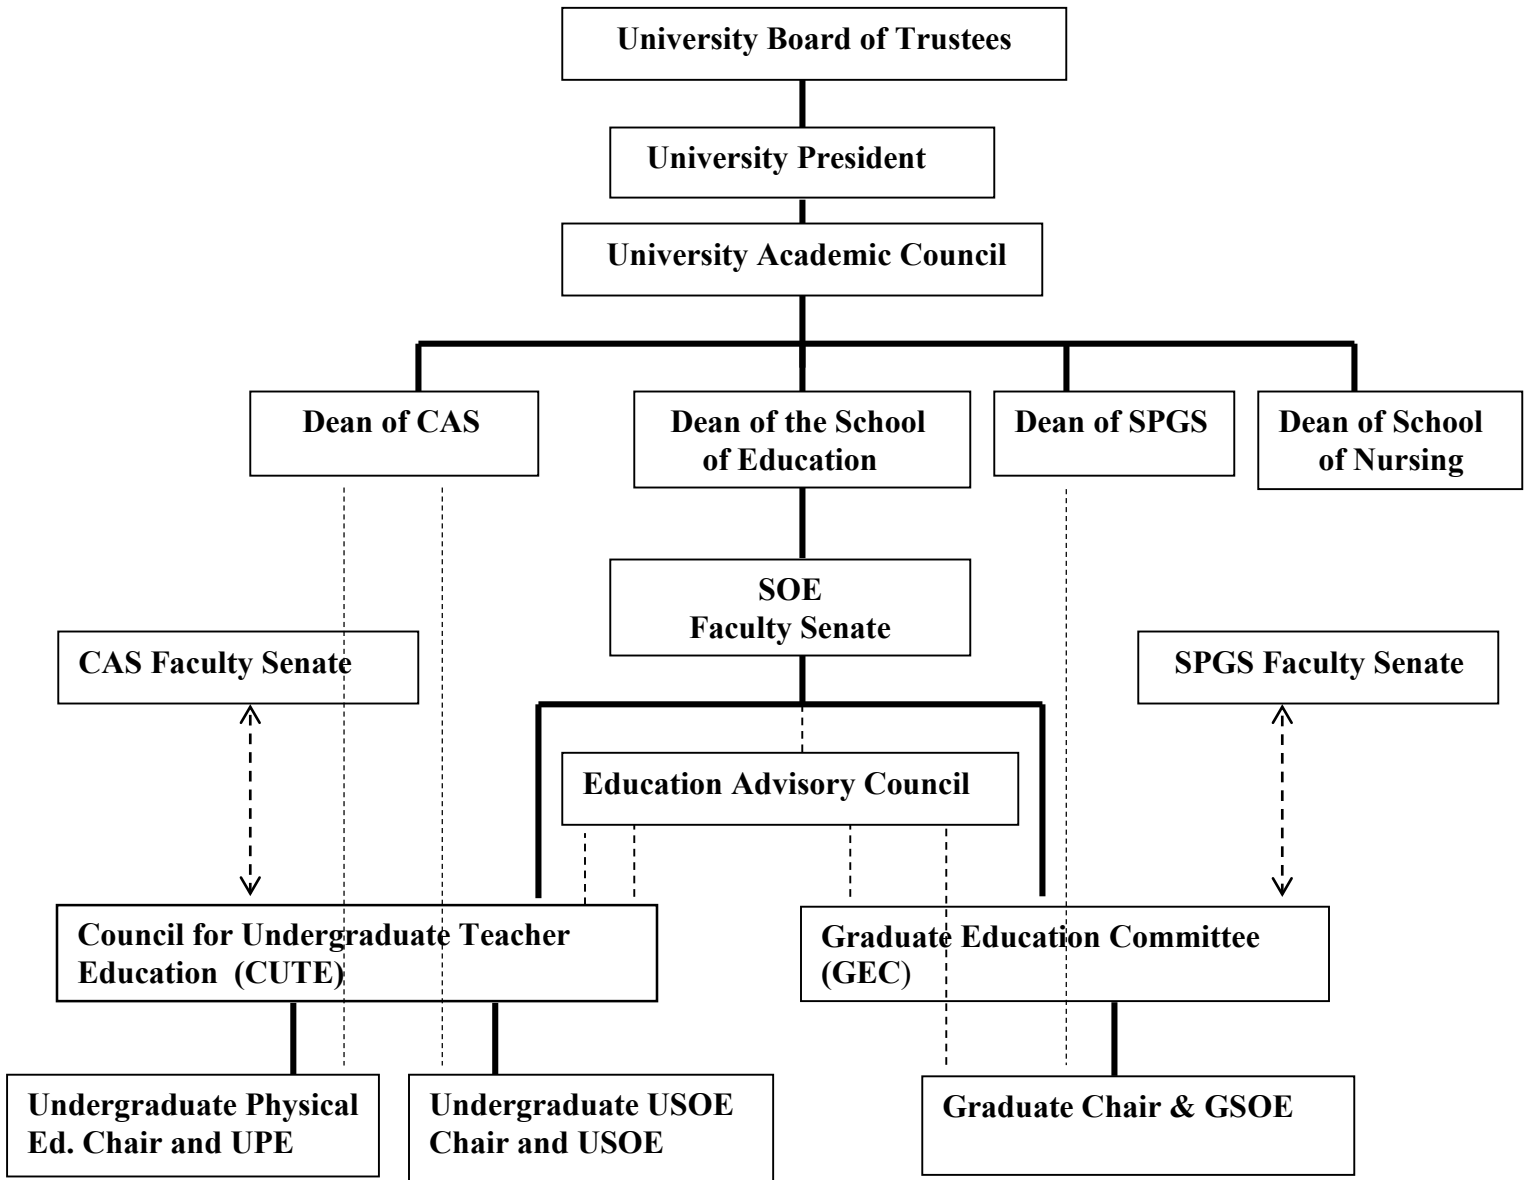 University Board of Trustees
University President
University Academic Council
Dean of CAS
Dean of the School
of Education
Dean of SPGS
Dean of School
of Nursing
SOE
Faculty Senate
CAS Faculty Senate
SPGS Faculty Senate
Education Advisory Council
Council for Undergraduate Teacher
Education (CUTE)
Graduate Education Committee
(GEC)
Undergraduate Physical
Ed. Chair and UPE
Undergraduate USOE
Chair and USOE
Graduate Chair & GSOE